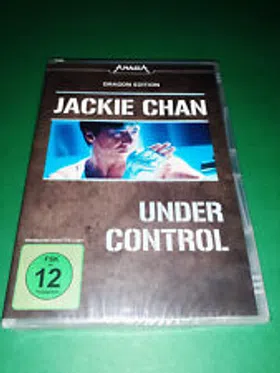 AMASIA
DRAGON EDITION
JACKIE CHAN
UNDER
CONTROL
FSK
12